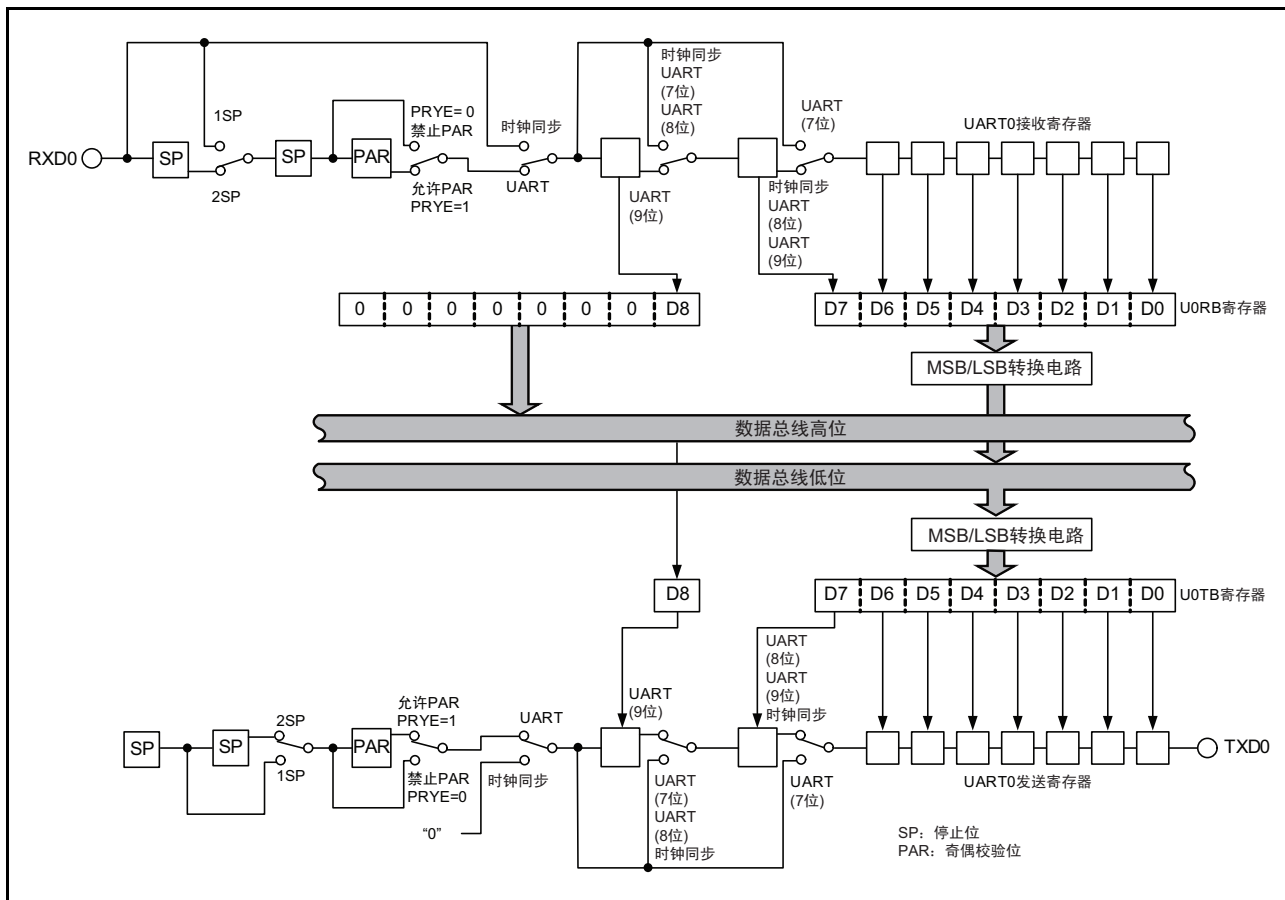 时钟同步
UART
(7位)
UART
(8位)
1SP
PRYE= 0
禁止PAR
时钟同步
UART
(7位)
UART0接收寄存器
RXD0
SP
SP
PAR
2SP
允许PAR
PRYE=1
UART
UART
(9位)
时钟同步
UART
(8位)
UART
(9位)
0 0 0 0 0 0 0 D8
D7 D6 D5 D4 D3 D2 D1 D0
U0RB寄存器
MSB/LSB转换电路
数据总线高位
数据总线低位
MSB/LSB转换电路
D8
D7 D6 D5 D4 D3 D2 D1 D0
U0TB寄存器
UART
(8位)
UART
(9位)
时钟同步
UART
(9位)
2SP
允许PAR
PRYE=1
UART
SP
SP
PAR
TXD0
1SP
禁止PAR
PRYE=0
时钟同步
“0”
UART
(7位)
UART
(8位)
时钟同步
UART
(7位)
UART0发送寄存器
SP：停止位
PAR：奇偶校验位